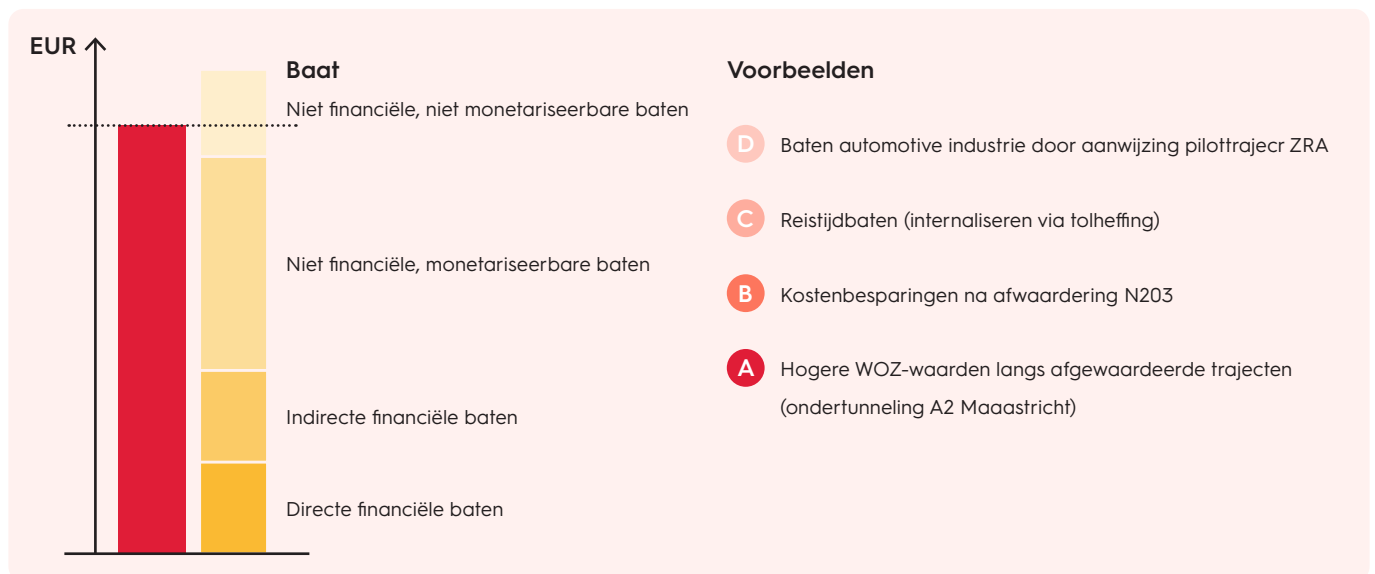 EUR
Baat
Niet financiële, niet monetariseerbare baten
Niet financiële, monetariseerbare baten
Indirecte financiële baten
Directe financiële baten
Voorbeelden
D Baten automotive industrie door aanwijzing pilottrajecr ZRA
C Reistijdbaten (internaliseren via tolheffing)
B Kostenbesparingen na afwaardering N203
A Hogere WOZ-waarden langs afgewaardeerde trajecten
(ondertunneling A2 Maaastricht)